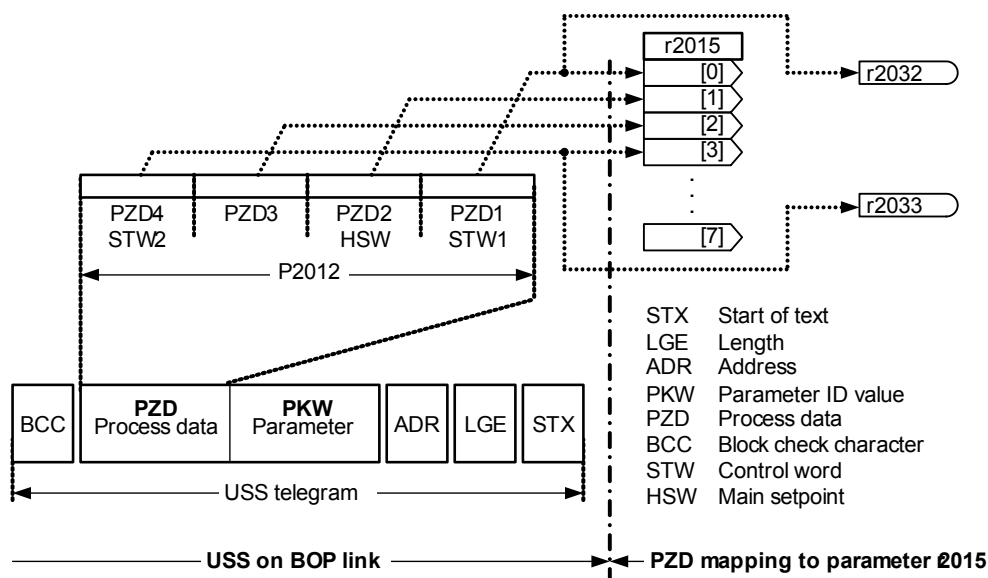 r2015
[0]
r2032
[1]
[2]
[3]
PZD4 PZD3 PZD2 PZD1
STW2 HSW STW1
r2033
[7]
P2012
STX Start of text
LGE Length
ADR Address
PKW Parameter ID value
PZD Process data
BCC Block check character
STW Control word
HSW Main setpoint
BCC PZD Process data PKW Parameter ADR LGE STX
USS telegram
USS on BOP link
PZD mapping to parameter r2015